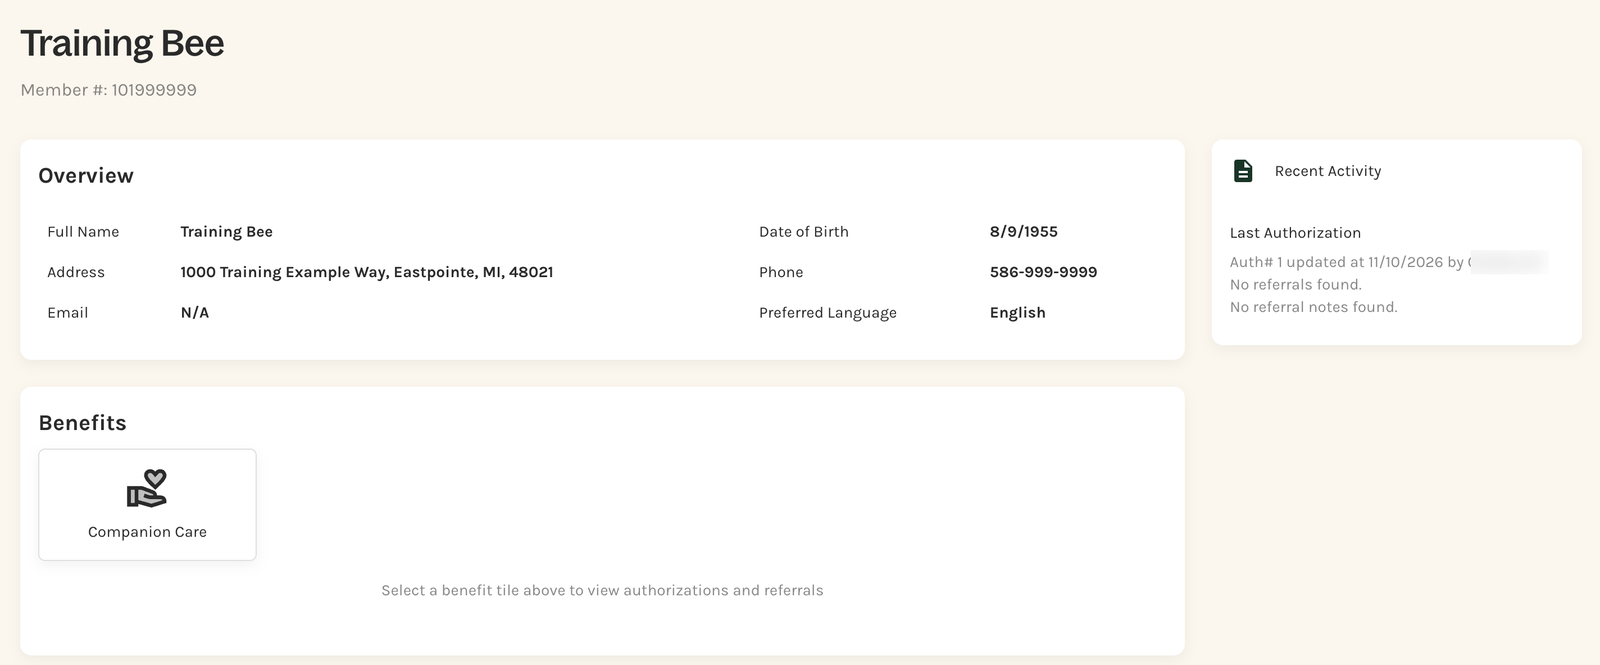 Training Bee
Member #: 101999999
Overview
Full Name Training Bee Date of Birth 8/9/1955
Address 1000 Training Example Way, Eastpointe, MI, 48021 Phone 586-999-9999
Email N/A Preferred Language English
Benefits
Companion Care
Select a benefit tile above to view authorizations and referrals
Recent Activity
Last Authorization
Auth# 1 updated at 11/10/2026 by
No referrals found.
No referral notes found.